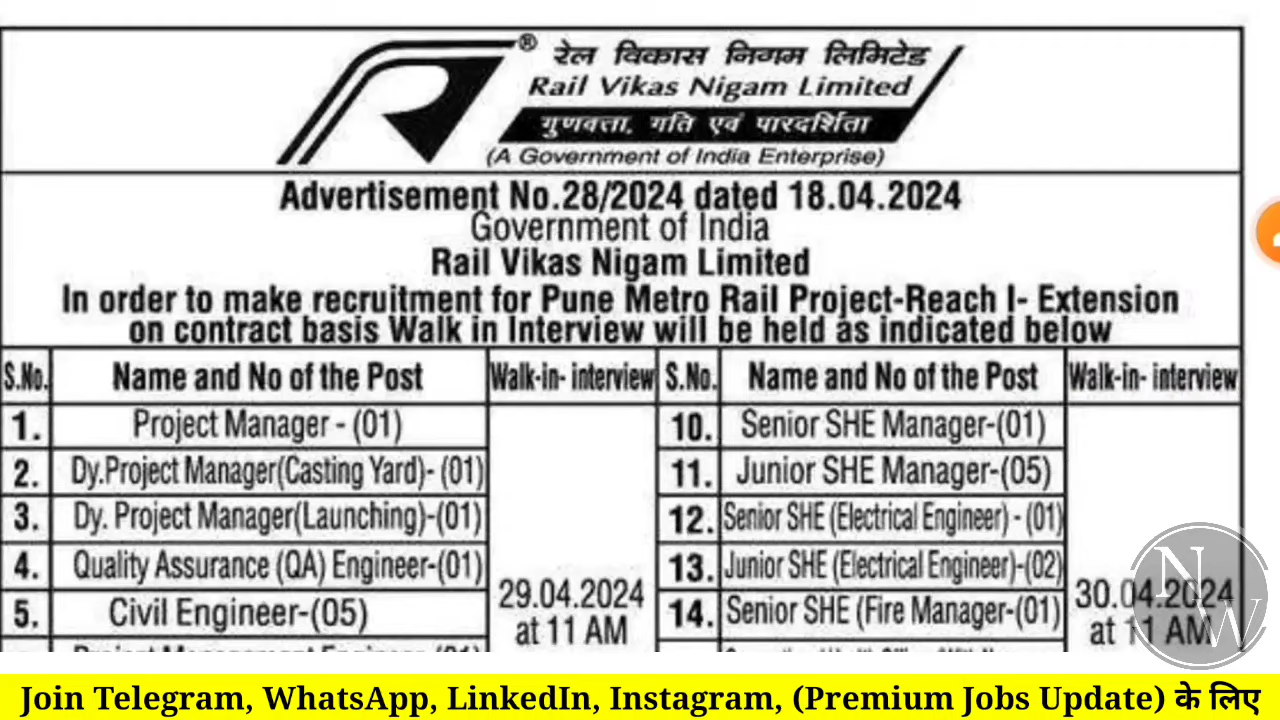 ® रेल विकास निगम लिमिटेड
Rail Vikas Nigam Limited
गुणवत्ता, गति एवं पारदर्शिता
(A Government of India Enterprise)
Advertisement No.28/2024 dated 18.04.2024
Government of India
Rail Vikas Nigam Limited
In order to make recruitment for Pune Metro Rail Project-Reach I- Extension
on contract basis Walk in Interview will be held as indicated below
S.No. Name and No of the Post Walk-in- interview S.No. Name and No of the Post Walk-in- interview
1. Project Manager - (01) 10. Senior SHE Manager-(01)
2. Dy.Project Manager(Casting Yard)- (01) 11. Junior SHE Manager-(05)
3. Dy. Project Manager(Launching)-(01) 12. Senior SHE (Electrical Engineer) - (01)
4. Quality Assurance (QA) Engineer-(01) 13. Junior SHE (Electrical Engineer)-(02)
5. Civil Engineer-(05) 29.04.2024 at 11 AM 14. Senior SHE (Fire Manager-(01) 30.04.2024 at 11 AM
NW
Join Telegram, WhatsApp, LinkedIn, Instagram, (Premium Jobs Update) के लिए